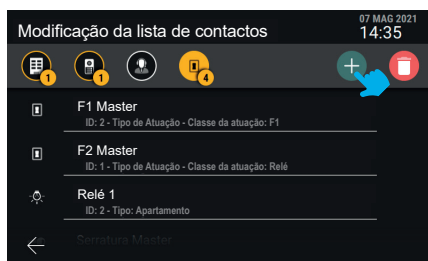 07 MAG 2021
Modificação da lista de contactos 14:35
1 1 4
F1 Master
ID: 2 - Tipo de Atuação - Classe da atuação: F1
F2 Master
ID: 1 - Tipo de Atuação - Classe da atuação: Relé
Relé 1
ID: 2 - Tipo: Apartamento
Serratura Master